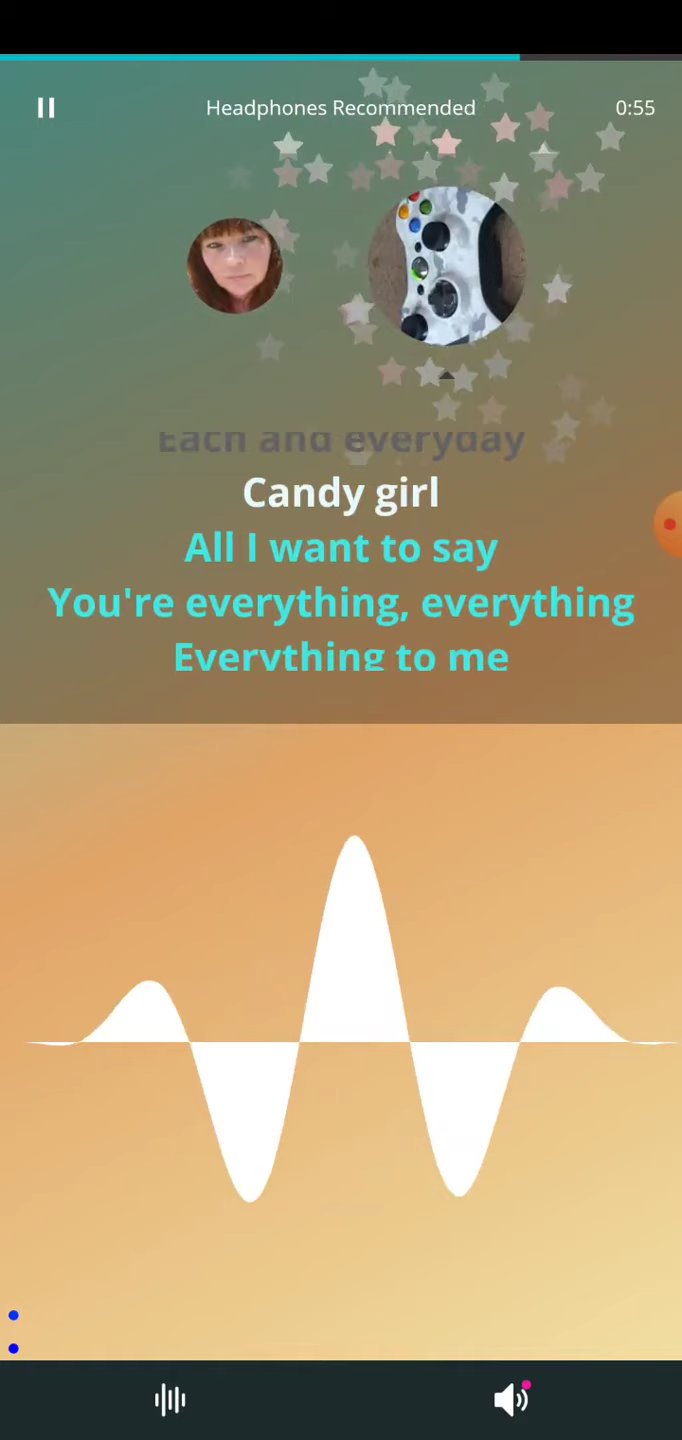 Headphones Recommended
0:55
Each and everyday
Candy girl
All I want to say
You're everything, everything
Everything to me